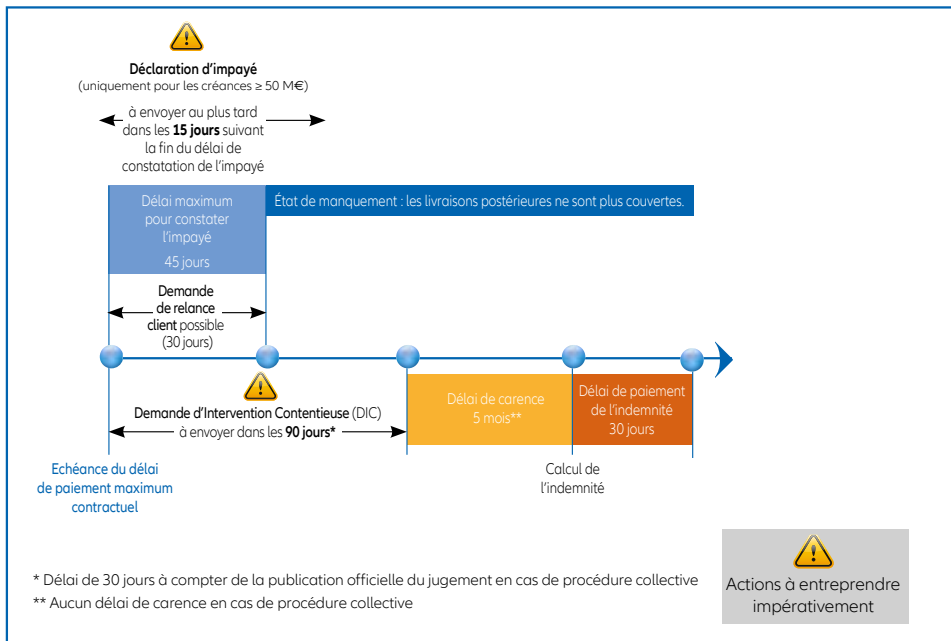 Déclaration d'impayé
(uniquement pour les créances ≥ 50 M€)
à envoyer au plus tard
dans les 15 jours suivant
la fin du délai de
constatation de l'impayé
Délai maximum
pour constater
l'impayé
45 jours
État de manquement : les livraisons postérieures ne sont plus couvertes.
Demande
de relance
client possible
(30 jours)
Demande d'Intervention Contentieuse (DIC)
à envoyer dans les 90 jours*
Délai de carence
5 mois**
Délai de paiement
de l'indemnité
30 jours
Echéance du délai
de paiement maximum
contractuel
Calcul de
l'indemnité
* Délai de 30 jours à compter de la publication officielle du jugement en cas de procédure collective
** Aucun délai de carence en cas de procédure collective
Actions à entreprendre
impérativement